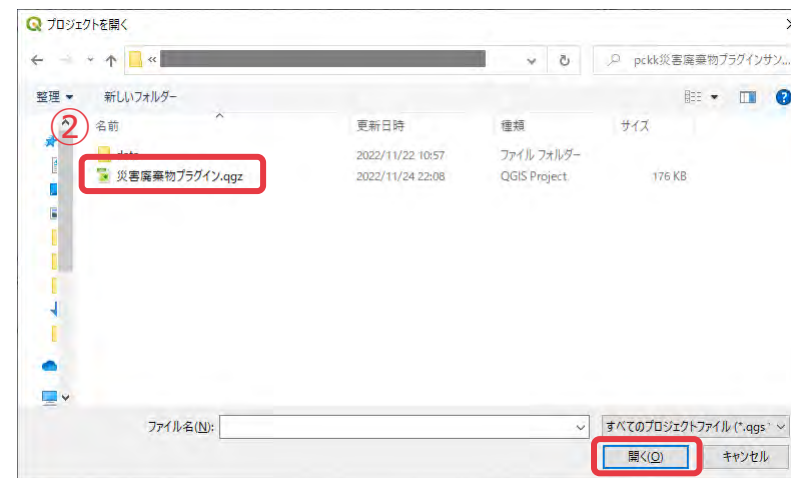 プロジェクトを開く
«
pckk災害廃棄物プラグインサン...
整理 新しいフォルダー
②
名前 更新日時 種類 サイズ
data 2022/11/22 10:57 ファイル フォルダー
災害廃棄物プラグイン.qgz 2022/11/24 22:08 QGIS Project 176 KB
ファイル名(N): すべてのプロジェクトファイル (*.qgs
開く(O) キャンセル